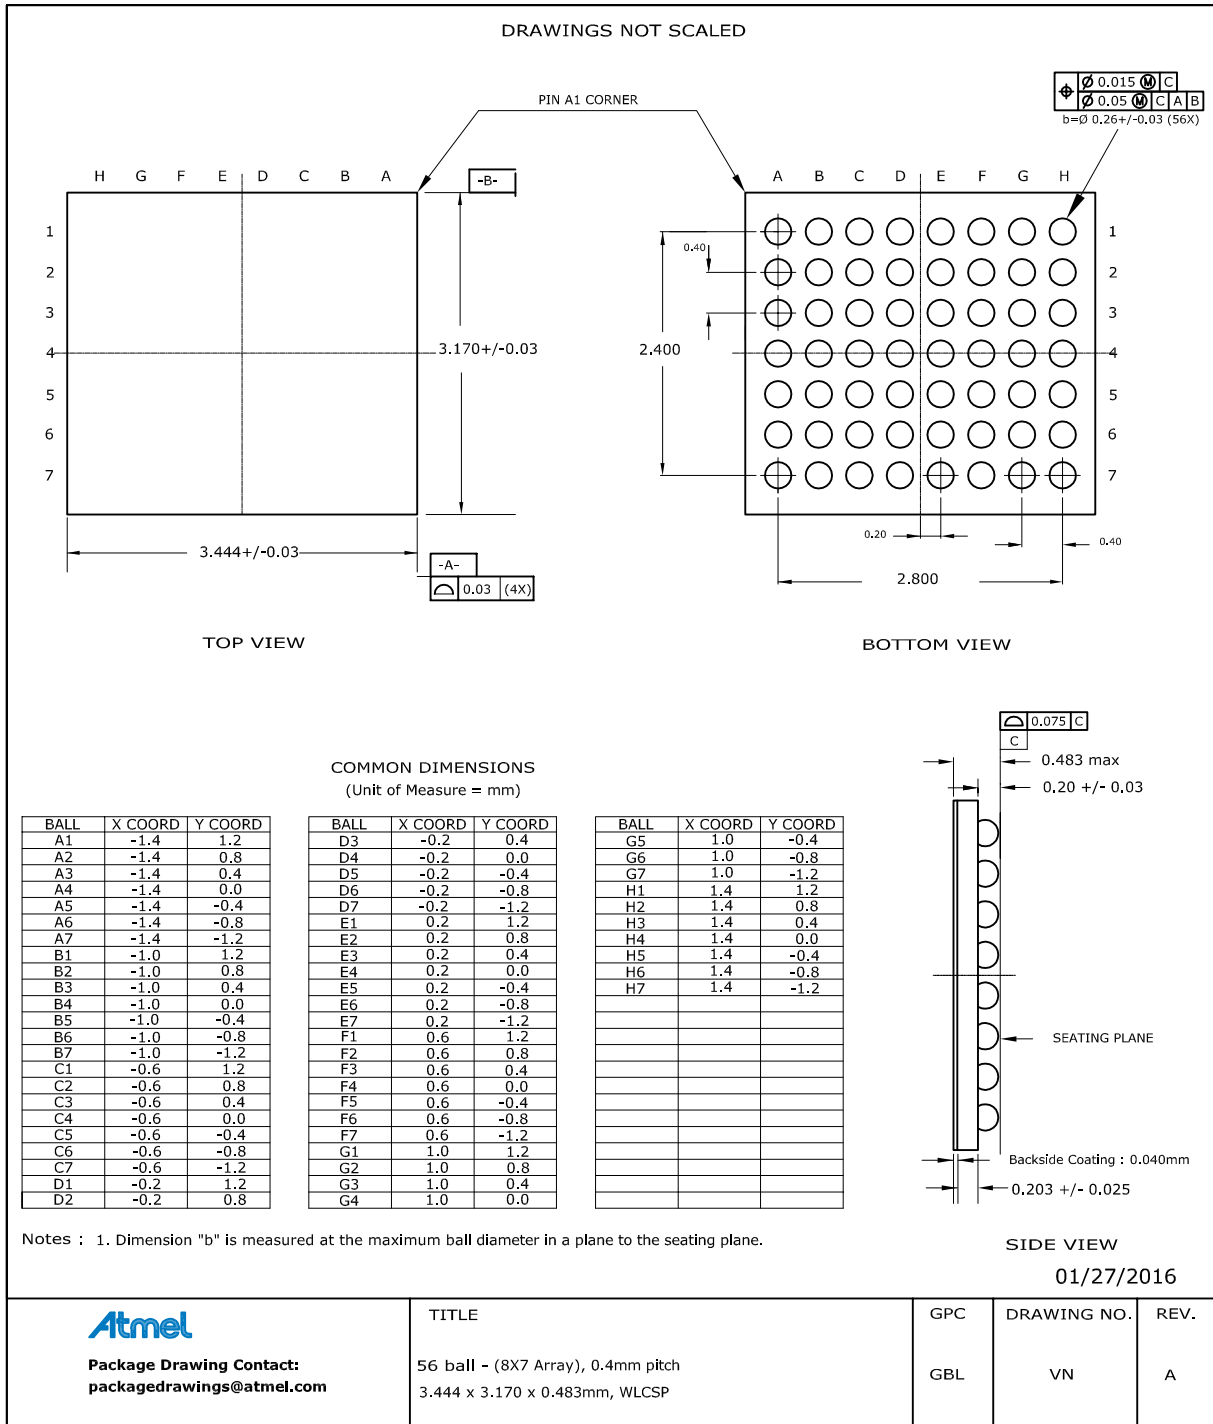 DRAWINGS NOT SCALED
PIN A1 CORNER
Ø 0.015 Ⓜ C
Ø 0.05 Ⓜ C A B
b=Ø 0.26+/-0.03 (56X)
H G F E D C B A
-B-
A B C D E F G H
1
2
3
4
5
6
7
3.170+/-0.03
3.444+/-0.03
-A-
0.03 (4X)
0.40
2.400
1
2
3
4
5
6
7
0.20
0.40
2.800
TOP VIEW
BOTTOM VIEW
COMMON DIMENSIONS
(Unit of Measure = mm)
BALL X COORD Y COORD
A1 -1.4 1.2
A2 -1.4 0.8
A3 -1.4 0.4
A4 -1.4 0.0
A5 -1.4 -0.4
A6 -1.4 -0.8
A7 -1.4 -1.2
B1 -1.0 1.2
B2 -1.0 0.8
B3 -1.0 0.4
B4 -1.0 0.0
B5 -1.0 -0.4
B6 -1.0 -0.8
B7 -1.0 -1.2
C1 -0.6 1.2
C2 -0.6 0.8
C3 -0.6 0.4
C4 -0.6 0.0
C5 -0.6 -0.4
C6 -0.6 -0.8
C7 -0.6 -1.2
D1 -0.2 1.2
D2 -0.2 0.8
BALL X COORD Y COORD
D3 -0.2 0.4
D4 -0.2 0.0
D5 -0.2 -0.4
D6 -0.2 -0.8
D7 -0.2 -1.2
E1 0.2 1.2
E2 0.2 0.8
E3 0.2 0.4
E4 0.2 0.0
E5 0.2 -0.4
E6 0.2 -0.8
E7 0.2 -1.2
F1 0.6 1.2
F2 0.6 0.8
F3 0.6 0.4
F4 0.6 0.0
F5 0.6 -0.4
F6 0.6 -0.8
F7 0.6 -1.2
G1 1.0 1.2
G2 1.0 0.8
G3 1.0 0.4
G4 1.0 0.0
BALL X COORD Y COORD
G5 1.0 -0.4
G6 1.0 -0.8
G7 1.0 -1.2
H1 1.4 1.2
H2 1.4 0.8
H3 1.4 0.4
H4 1.4 0.0
H5 1.4 -0.4
H6 1.4 -0.8
H7 1.4 -1.2
0.075 C
C
0.483 max
0.20 +/- 0.03
SEATING PLANE
Backside Coating : 0.040mm
0.203 +/- 0.025
Notes : 1. Dimension "b" is measured at the maximum ball diameter in a plane to the seating plane.
SIDE VIEW
01/27/2016
Atmel
Package Drawing Contact:
packagedrawings@atmel.com
TITLE
56 ball - (8X7 Array), 0.4mm pitch
3.444 x 3.170 x 0.483mm, WLCSP
GPC
GBL
DRAWING NO.
VN
REV.
A